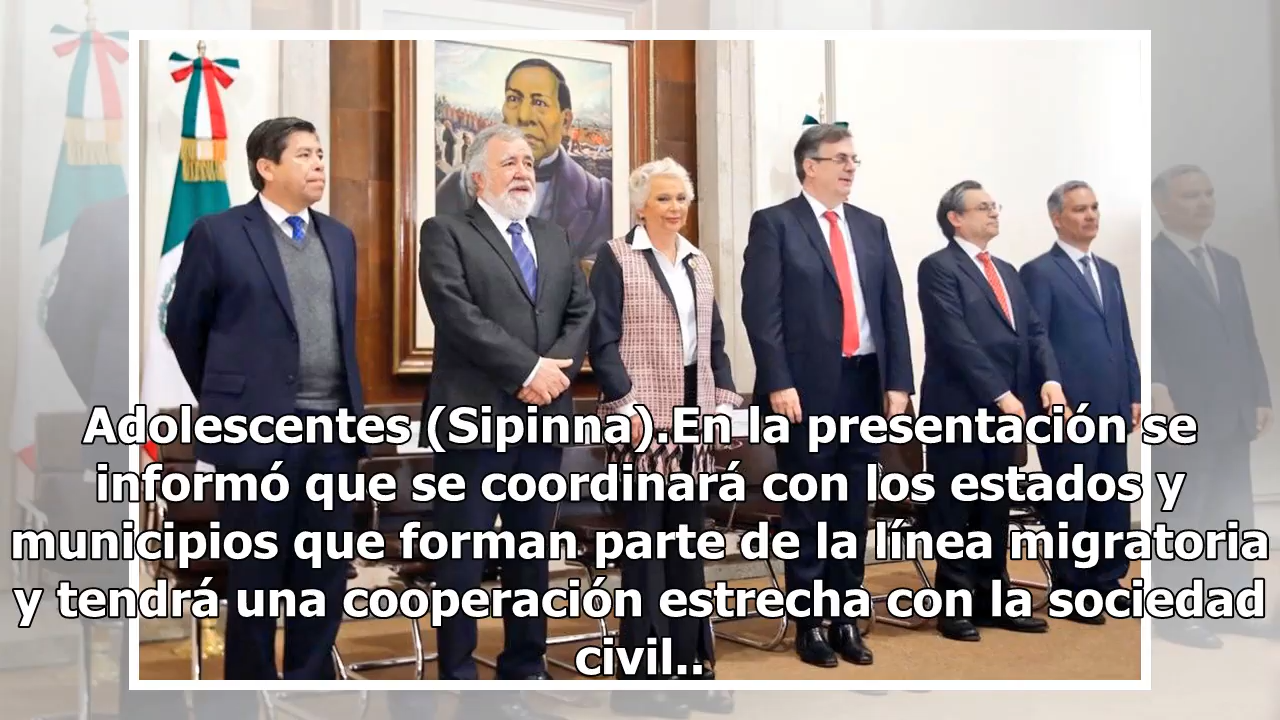 Adolescentes (Sipinna).En la presentación se
informó que se coordinará con los estados y
municipios que forman parte de la línea migratoria
y tendrá una cooperación estrecha con la sociedad
civil..